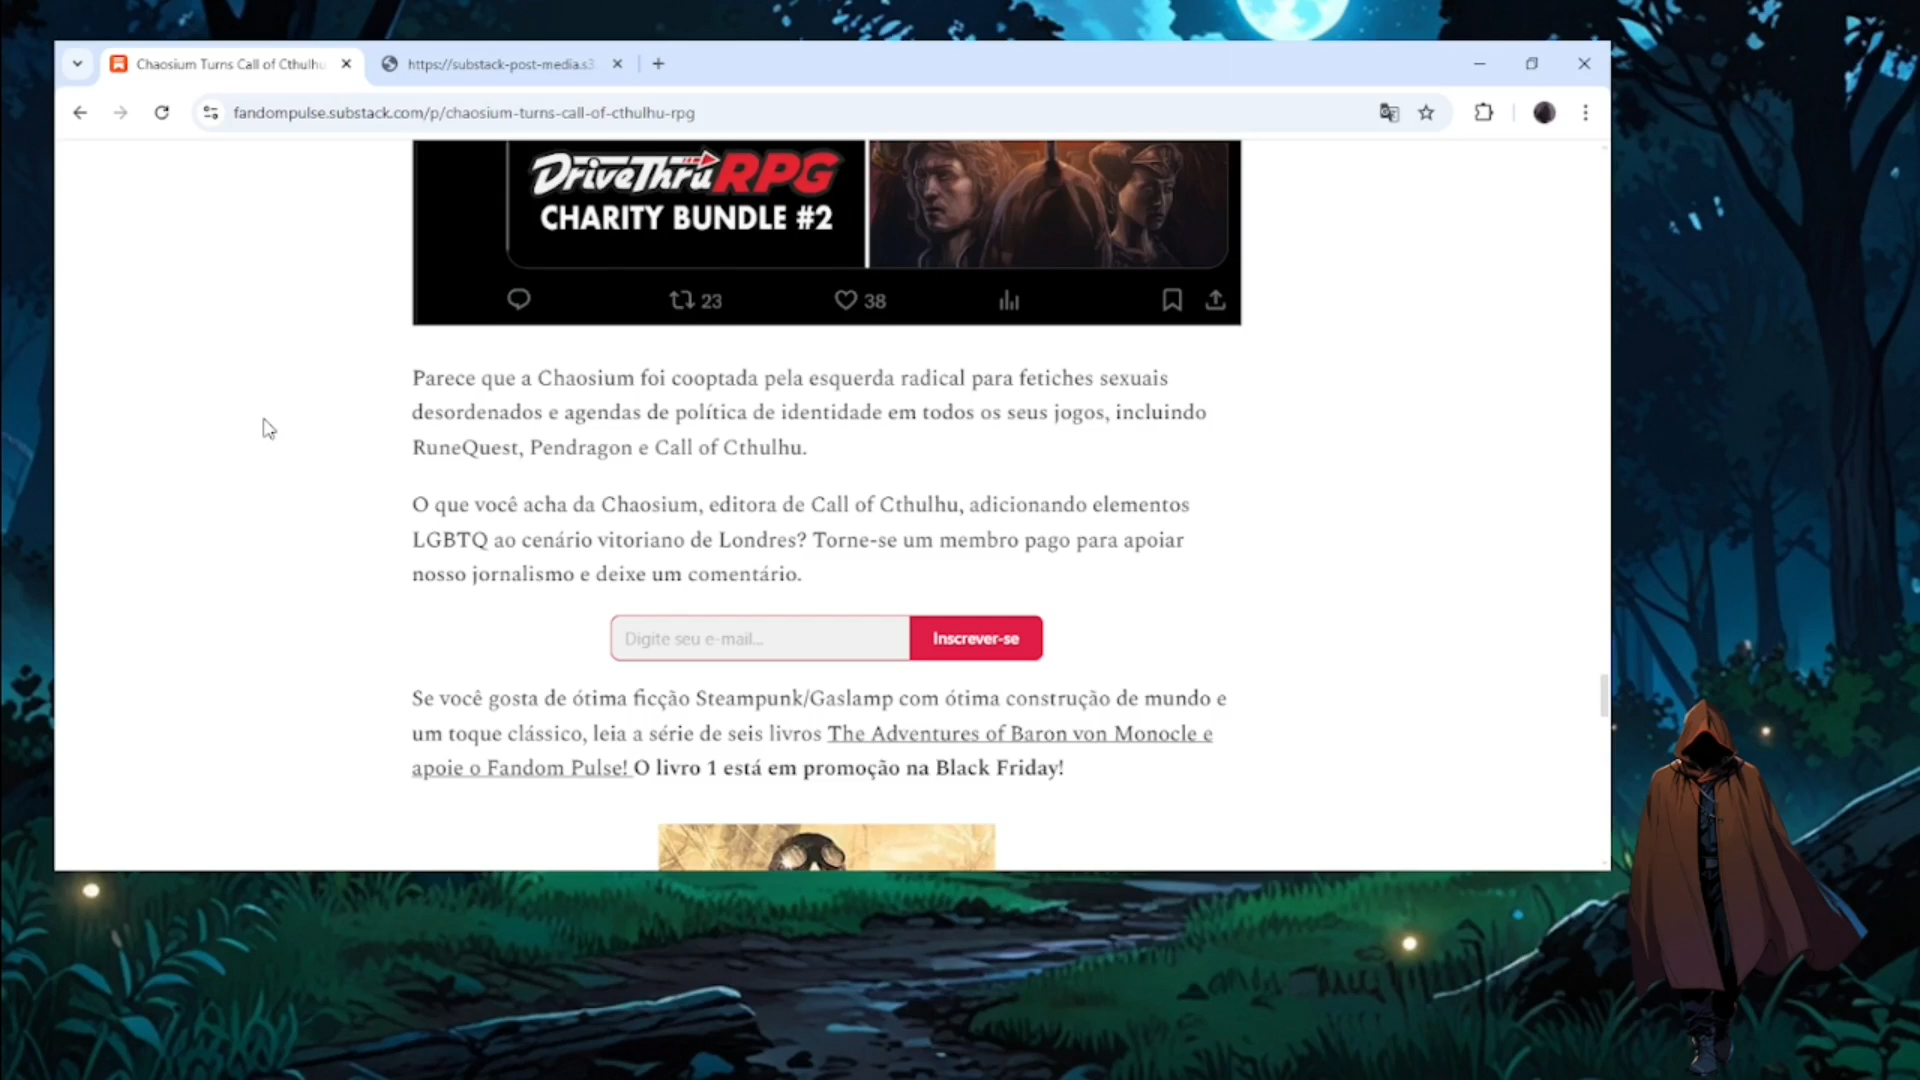 Chaosium Turns Call of Cthulhu
https://substack-post-media.s3
fandompulse.substack.com/p/chaosium-turns-call-of-cthulhu-rpg
DriveThruRPG
CHARITY BUNDLE #2
23
38
Parece que a Chaosium foi cooptada pela esquerda radical para fetiches sexuais
desordenados e agendas de política de identidade em todos os seus jogos, incluindo
RuneQuest, Pendragon e Call of Cthulhu.
O que você acha da Chaosium, editora de Call of Cthulhu, adicionando elementos
LGBTQ ao cenário vitoriano de Londres? Torne-se um membro pago para apoiar
nosso jornalismo e deixe um comentário.
Digite seu e-mail...
Inscrever-se
Se você gosta de ótima ficção Steampunk/Gaslamp com ótima construção de mundo e
um toque clássico, leia a série de seis livros The Adventures of Baron von Monocle e
apoie o Fandom Pulse! O livro 1 está em promoção na Black Friday!